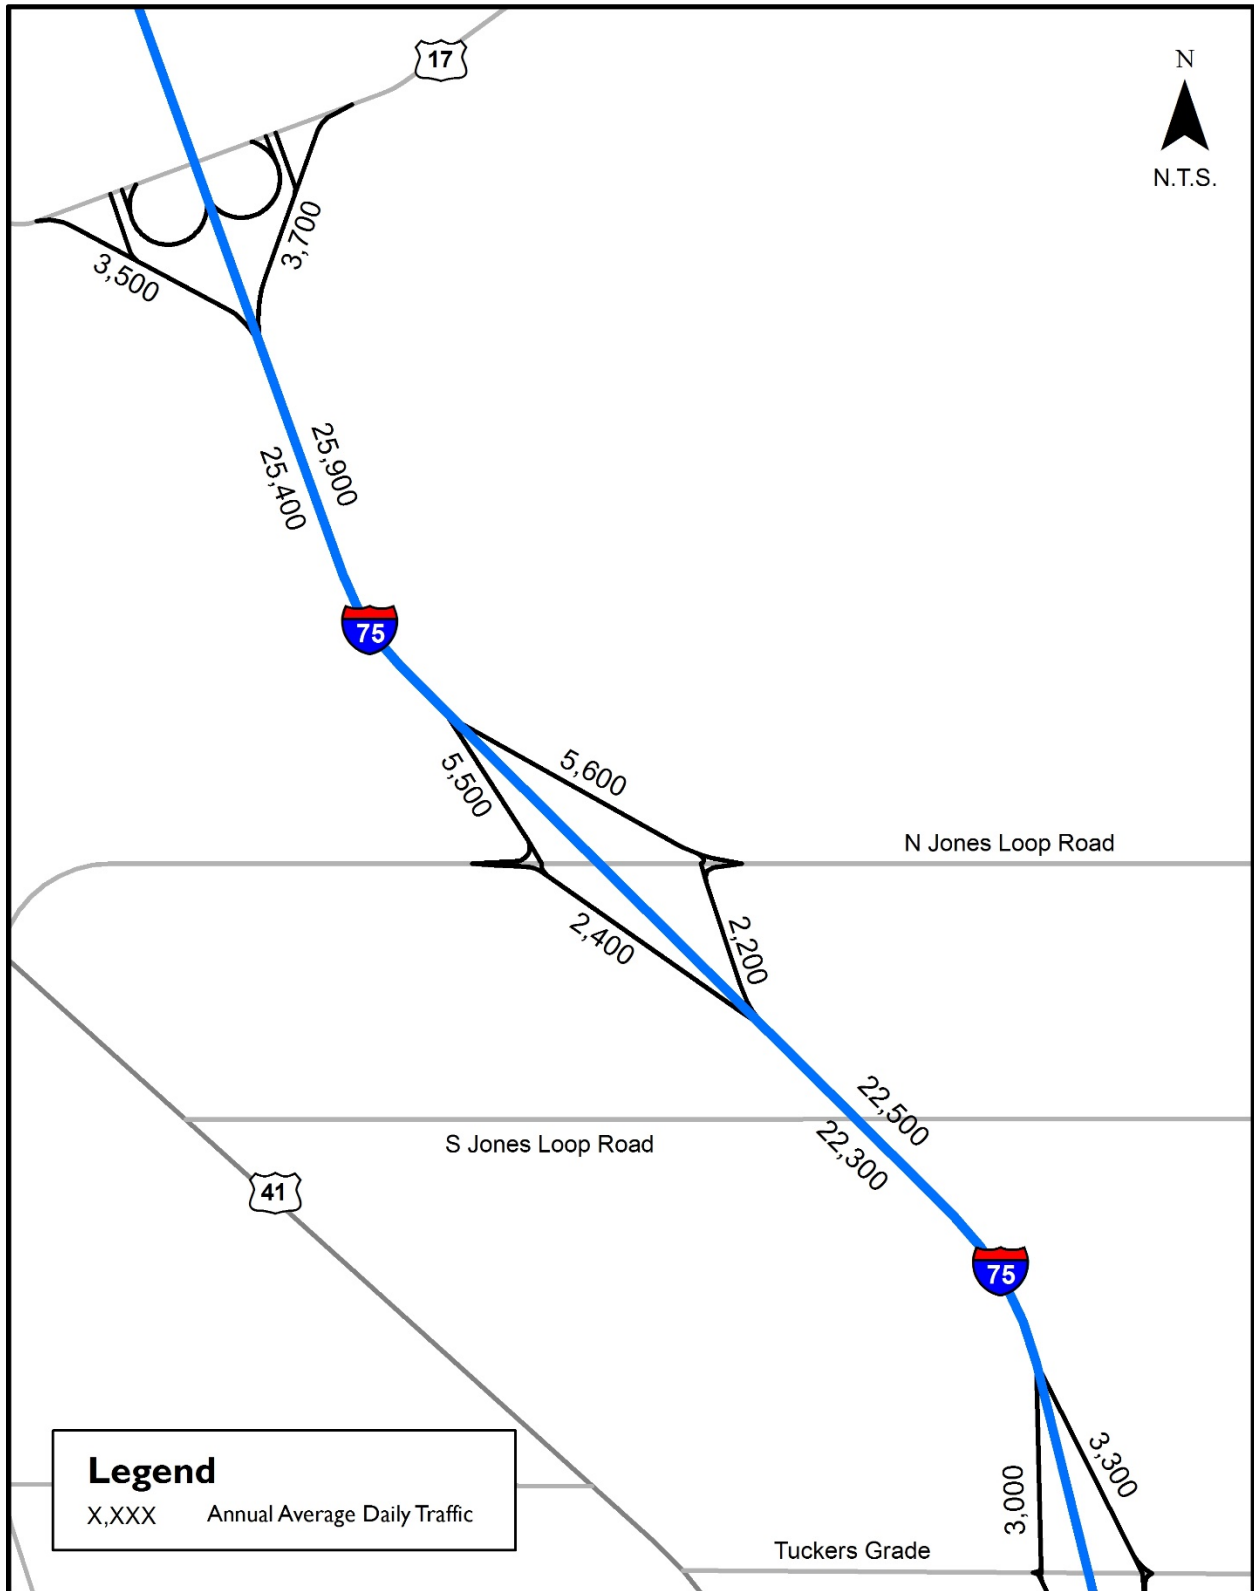 17
N
N.T.S.
3,700
3,500
25,900
25,400
75
5,600
5,500
N Jones Loop Road
2,400
2,200
22,500
22,300
S Jones Loop Road
41
75
3,300
3,000
Legend
X,XXX Annual Average Daily Traffic
Tuckers Grade